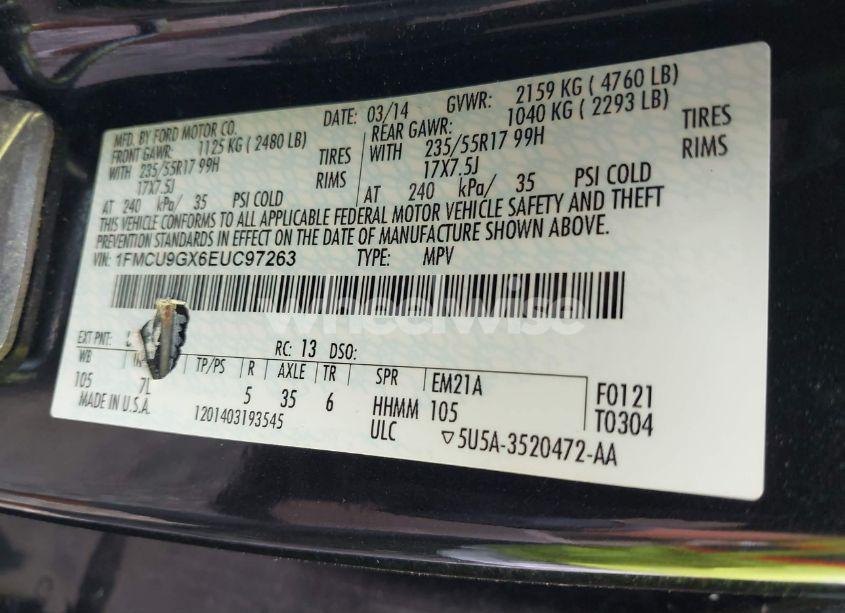 MFD. BY FORD MOTOR CO.
DATE: 03/14 GVWR: 2159 KG ( 4760 LB)
FRONT GAWR: 1125 KG ( 2480 LB) REAR GAWR: 1040 KG ( 2293 LB)
WITH 235/55R17 99H TIRES WITH 235/55R17 99H TIRES
17X7.5J RIMS 17X7.5J RIMS
AT 240 kPa/ 35 PSI COLD AT 240 kPa/ 35 PSI COLD
THIS VEHICLE CONFORMS TO ALL APPLICABLE FEDERAL MOTOR VEHICLE SAFETY AND THEFT
PREVENTION STANDARDS IN EFFECT ON THE DATE OF MANUFACTURE SHOWN ABOVE.
VIN: 1FMCU9GX6EUC97263 TYPE: MPV
wheelwise
EXT PNT: RC: 13 DSO:
WB TP/PS R AXLE TR SPR EM21A F0121
105 7L 5 35 6 HHMM 105 T0304
MADE IN U.S.A. 1201403193545 ULC ▽5U5A-3520472-AA